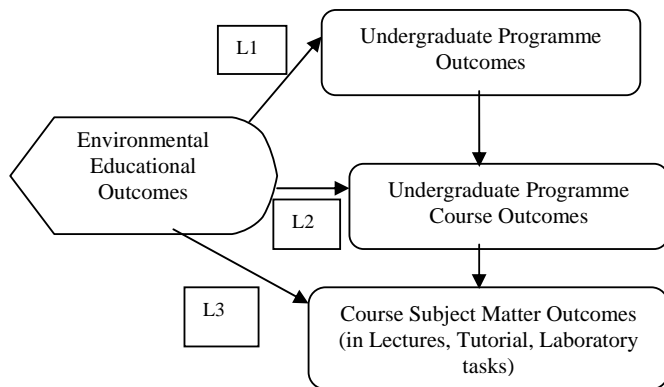 L1
Undergraduate Programme
Outcomes
Environmental
Educational
Outcomes
Undergraduate Programme
Course Outcomes
L2
L3
Course Subject Matter Outcomes
(in Lectures, Tutorial, Laboratory
tasks)